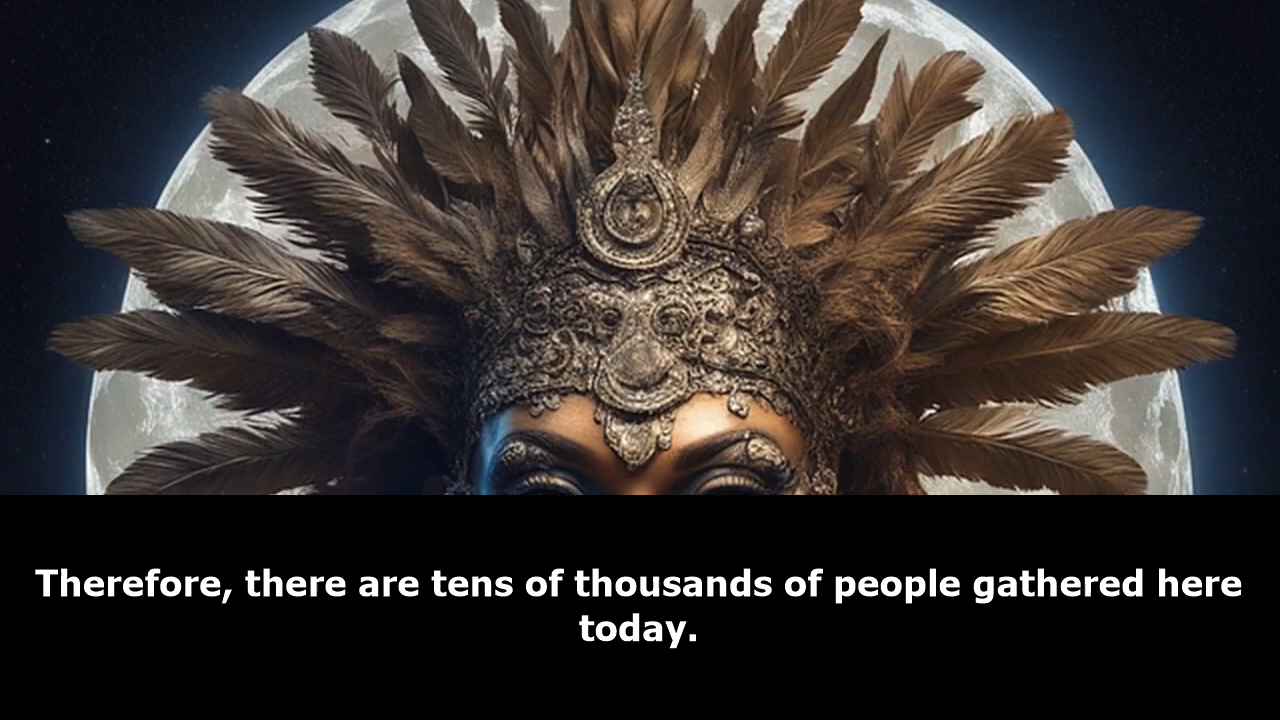 Therefore, there are tens of thousands of people gathered here
today.